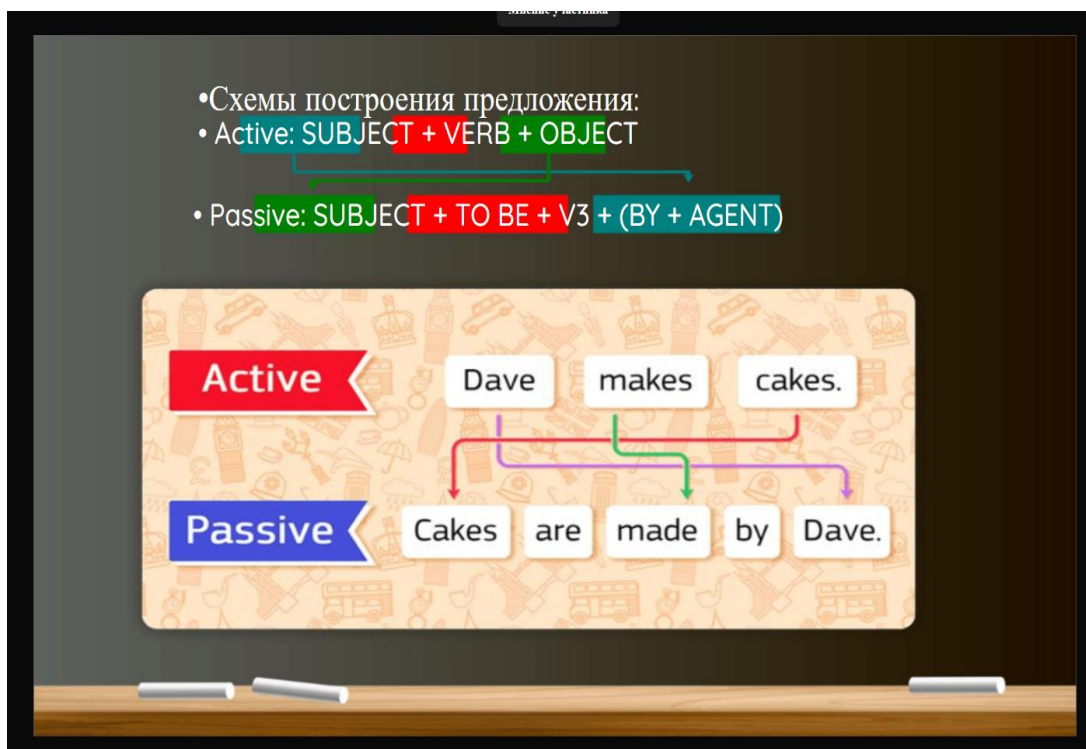 •Схемы построения предложения:
• Active: SUBJECT + VERB + OBJECT
• Passive: SUBJECT + TO BE + V3 + (BY + AGENT)
Active Dave makes cakes.
Passive Cakes are made by Dave.